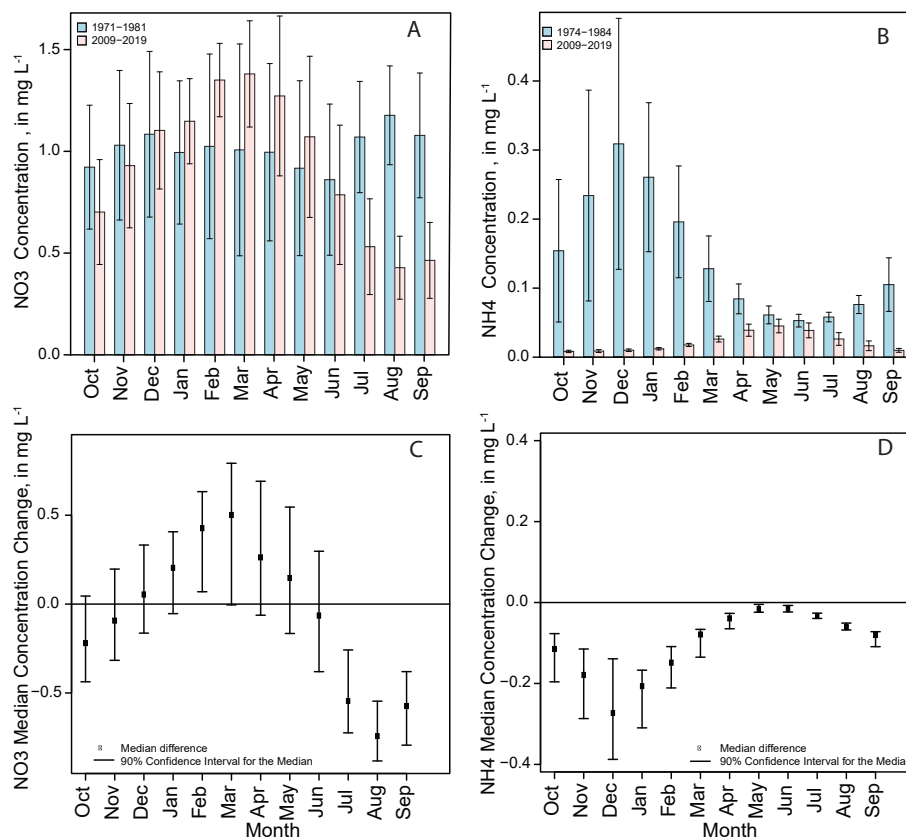 A
1971−1981
2009−2019
NO3 Concentration , in mg L-1
1.5
1.0
0.5
0.0
Oct Nov Dec Jan Feb Mar Apr May Jun Jul Aug Sep
B
1974−1984
2009−2019
NH4 Concentration , in mg L-1
0.4
0.3
0.2
0.1
0.0
Oct Nov Dec Jan Feb Mar Apr May Jun Jul Aug Sep
C
NO3 Median Concentration Change, in mg L-1
0.5
0.0
−0.5
Median difference
90% Confidence Interval for the Median
Oct Nov Dec Jan Feb Mar Apr May Jun Jul Aug Sep
Month
D
NH4 Median Concentration Change, in mg L-1
0.4
0.2
0.0
−0.2
−0.4
Median difference
90% Confidence Interval for the Median
Oct Nov Dec Jan Feb Mar Apr May Jun Jul Aug Sep
Month